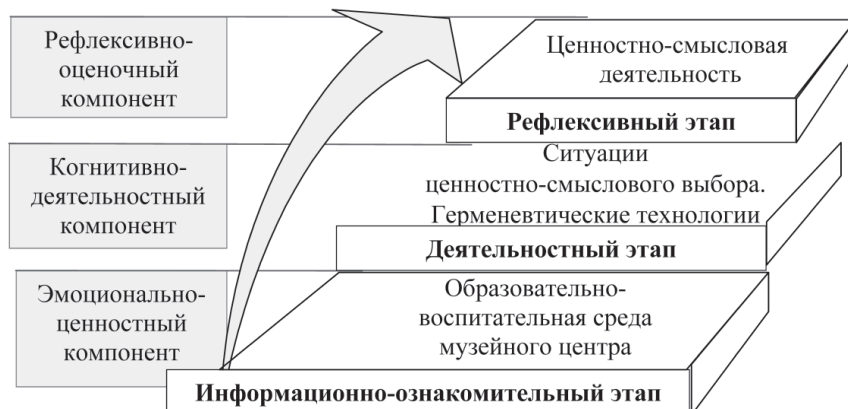 Рефлексивно-
оценочный
компонент
Ценностно-смысловая
деятельность
Рефлексивный этап
Когнитивно-
деятельностный
компонент
Ситуации
ценностно-смыслового выбора.
Герменевтические технологии
Деятельностный этап
Эмоционально-
ценностный
компонент
Образовательно-
воспитательная среда
музейного центра
Информационно-ознакомительный этап